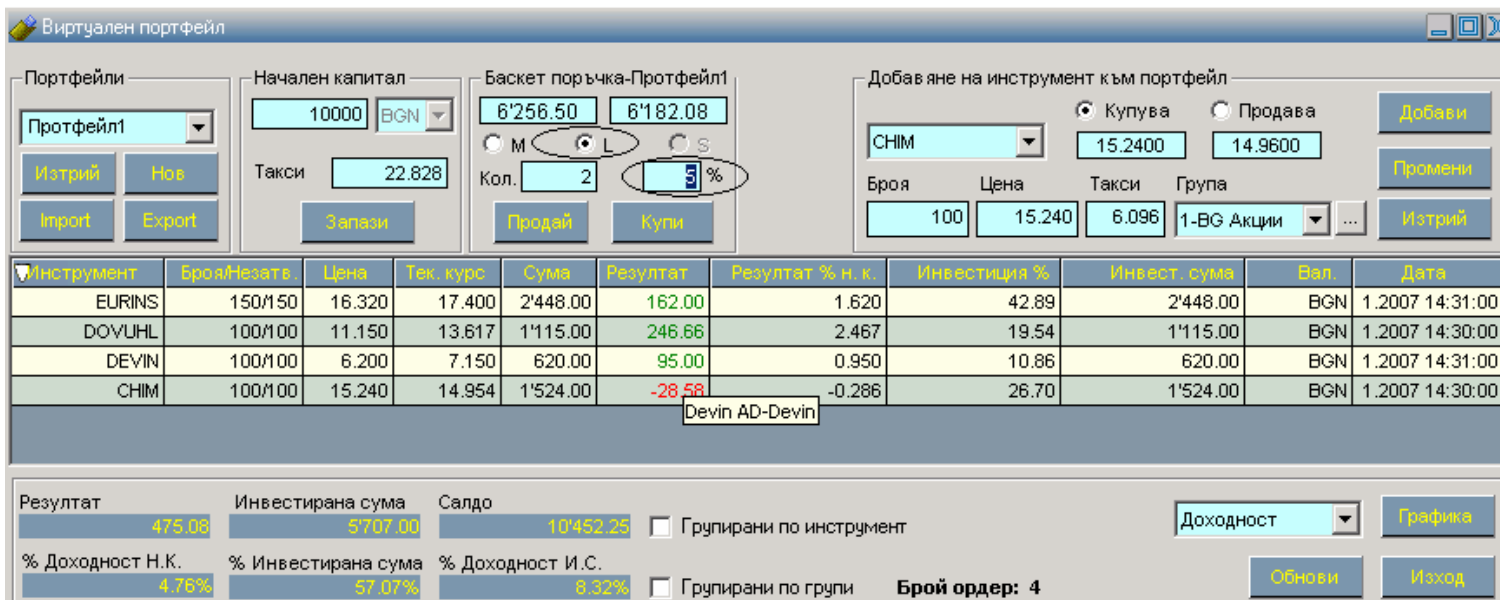 Виртуален портфейл
Портфейли
Начален капитал
Баскет поръчка-Протфейл1
Добавяне на инструмент към портфейл
Протфейл1
10000 BGN
6'256.50 6'182.08
CHIM
Купува Продава
Добави
M L S
15.2400 14.9600
Изтрий Нов
Такси 22.828
Кол. 2 5 %
Промени
Броя Цена Такси Група
Import Export
Запази
Продай Купи
100 15.240 6.096 1-BG Акции ...
Изтрий
Инструмент Броя/Незатв. Цена Тек. курс Сума Резултат Резултат % н. к. Инвестиция % Инвест. сума Вал. Дата
EURINS 150/150 16.320 17.400 2'448.00 162.00 1.620 42.89 2'448.00 BGN 1.2007 14:31:00
DOVUHL 100/100 11.150 13.617 1'115.00 246.66 2.467 19.54 1'115.00 BGN 1.2007 14:30:00
DEVIN 100/100 6.200 7.150 620.00 95.00 0.950 10.86 620.00 BGN 1.2007 14:31:00
CHIM 100/100 15.240 14.954 1'524.00 -28.58 -0.286 26.70 1'524.00 BGN 1.2007 14:30:00
Devin AD-Devin
Резултат Инвестирана сума Салдо
475.08 5'707.00 10'452.25
Групирани по инструмент
Доходност
Графика
% Доходност Н.К. % Инвестирана сума % Доходност И.С.
4.76% 57.07% 8.32%
Групирани по групи
Брой ордер: 4
Обнови
Изход